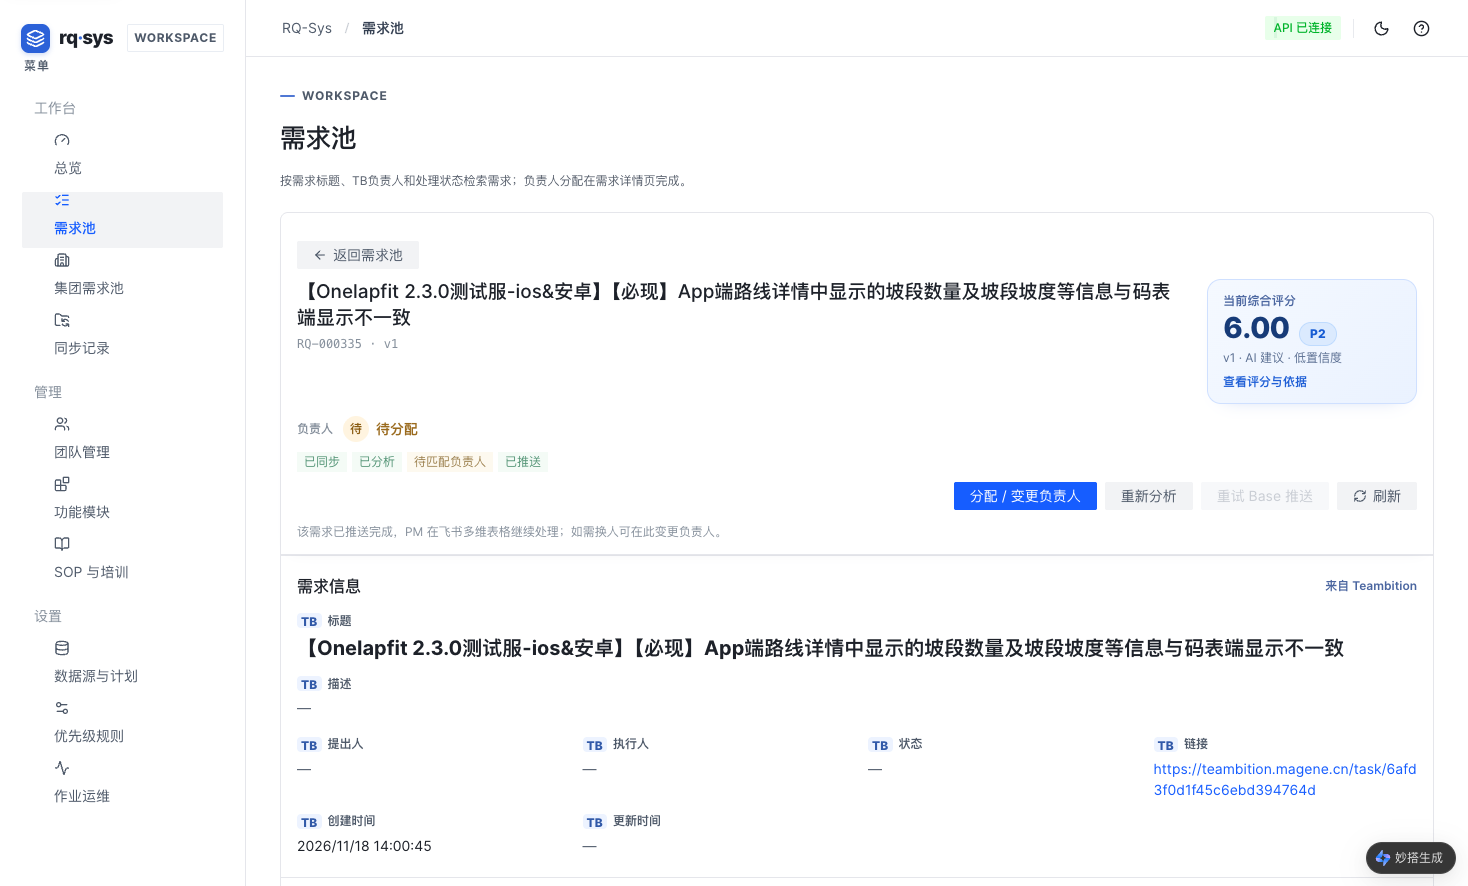 rq·sys
WORKSPACE
菜单
工作台
总览
需求池
集团需求池
同步记录
管理
团队管理
功能模块
SOP 与培训
设置
数据源与计划
优先级规则
作业运维
RQ-Sys / 需求池
API 已连接
WORKSPACE
需求池
按需求标题、TB负责人和处理状态检索需求；负责人分配在需求详情页完成。
返回需求池
【Onelapfit 2.3.0测试服-ios&安卓】【必现】App端路线详情中显示的坡段数量及坡段坡度等信息与码表
端显示不一致
RQ-000335 · v1
当前综合评分
6.00 P2
v1 · AI 建议 · 低置信度
查看评分与依据
负责人 待 待分配
已同步 已分析 待匹配负责人 已推送
分配 / 变更负责人 重新分析 重试 Base 推送 刷新
该需求已推送完成，PM 在飞书多维表格继续处理；如需换人可在此变更负责人。
需求信息
来自 Teambition
TB 标题
【Onelapfit 2.3.0测试服-ios&安卓】【必现】App端路线详情中显示的坡段数量及坡段坡度等信息与码表端显示不一致
TB 描述
—
TB 提出人 TB 执行人 TB 状态 TB 链接
— — — https://teambition.magene.cn/task/6afd
3f0d1f45c6ebd394764d
TB 创建时间 TB 更新时间
2026/11/18 14:00:45 —
妙搭生成